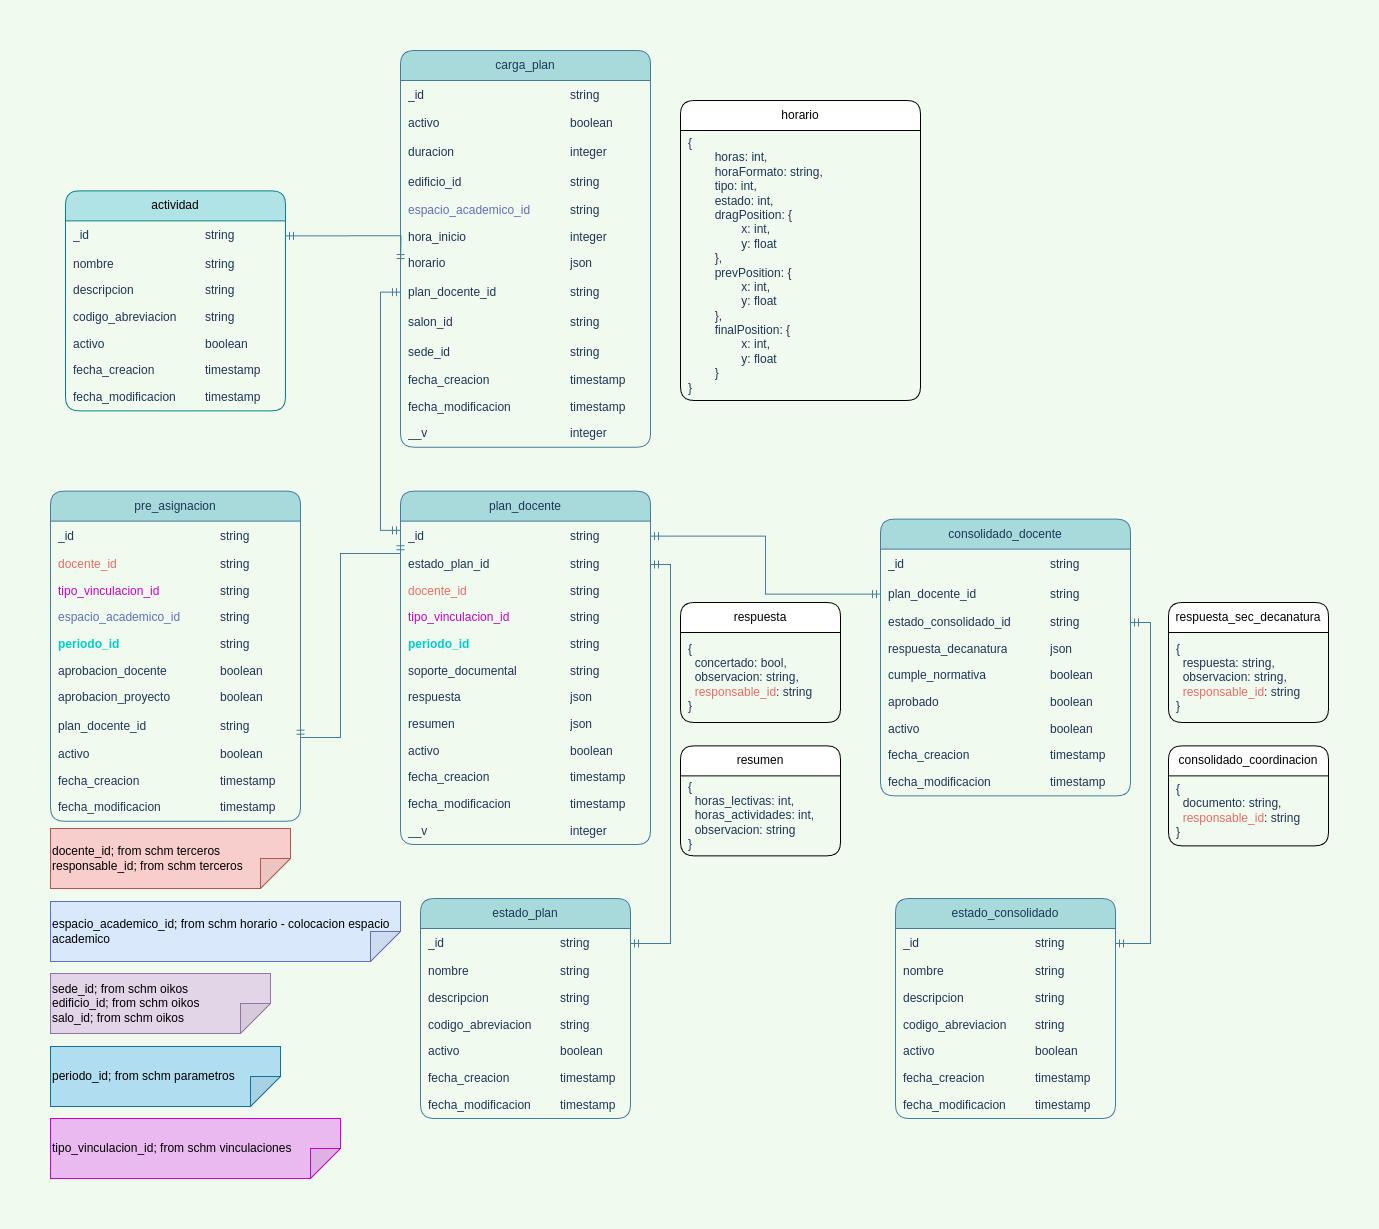 carga_plan
_id string
activo boolean
duracion integer
edificio_id string
espacio_academico_id string
hora_inicio integer
horario json
plan_docente_id string
salon_id string
sede_id string
fecha_creacion timestamp
fecha_modificacion timestamp
__v integer
horario
{
horas: int,
horaFormato: string,
tipo: int,
estado: int,
dragPosition: {
x: int,
y: float
},
prevPosition: {
x: int,
y: float
},
finalPosition: {
x: int,
y: float
}
}
actividad
_id string
nombre string
descripcion string
codigo_abreviacion string
activo boolean
fecha_creacion timestamp
fecha_modificacion timestamp
pre_asignacion
_id string
docente_id string
tipo_vinculacion_id string
espacio_academico_id string
periodo_id string
aprobacion_docente boolean
aprobacion_proyecto boolean
plan_docente_id string
activo boolean
fecha_creacion timestamp
fecha_modificacion timestamp
plan_docente
_id string
estado_plan_id string
docente_id string
tipo_vinculacion_id string
periodo_id string
soporte_documental string
respuesta json
resumen json
activo boolean
fecha_creacion timestamp
fecha_modificacion timestamp
__v integer
respuesta
{
concertado: bool,
observacion: string,
responsable_id: string
}
resumen
{
horas_lectivas: int,
horas_actividades: int,
observacion: string
}
consolidado_docente
_id string
plan_docente_id string
estado_consolidado_id string
respuesta_decanatura json
cumple_normativa boolean
aprobado boolean
activo boolean
fecha_creacion timestamp
fecha_modificacion timestamp
respuesta_sec_decanatura
{
respuesta: string,
observacion: string,
responsable_id: string
}
consolidado_coordinacion
{
documento: string,
responsable_id: string
}
docente_id; from schm terceros
responsable_id; from schm terceros
espacio_academico_id; from schm horario - colocacion espacio
academico
sede_id; from schm oikos
edificio_id; from schm oikos
salo_id; from schm oikos
periodo_id; from schm parametros
tipo_vinculacion_id; from schm vinculaciones
estado_plan
_id string
nombre string
descripcion string
codigo_abreviacion string
activo boolean
fecha_creacion timestamp
fecha_modificacion timestamp
estado_consolidado
_id string
nombre string
descripcion string
codigo_abreviacion string
activo boolean
fecha_creacion timestamp
fecha_modificacion timestamp